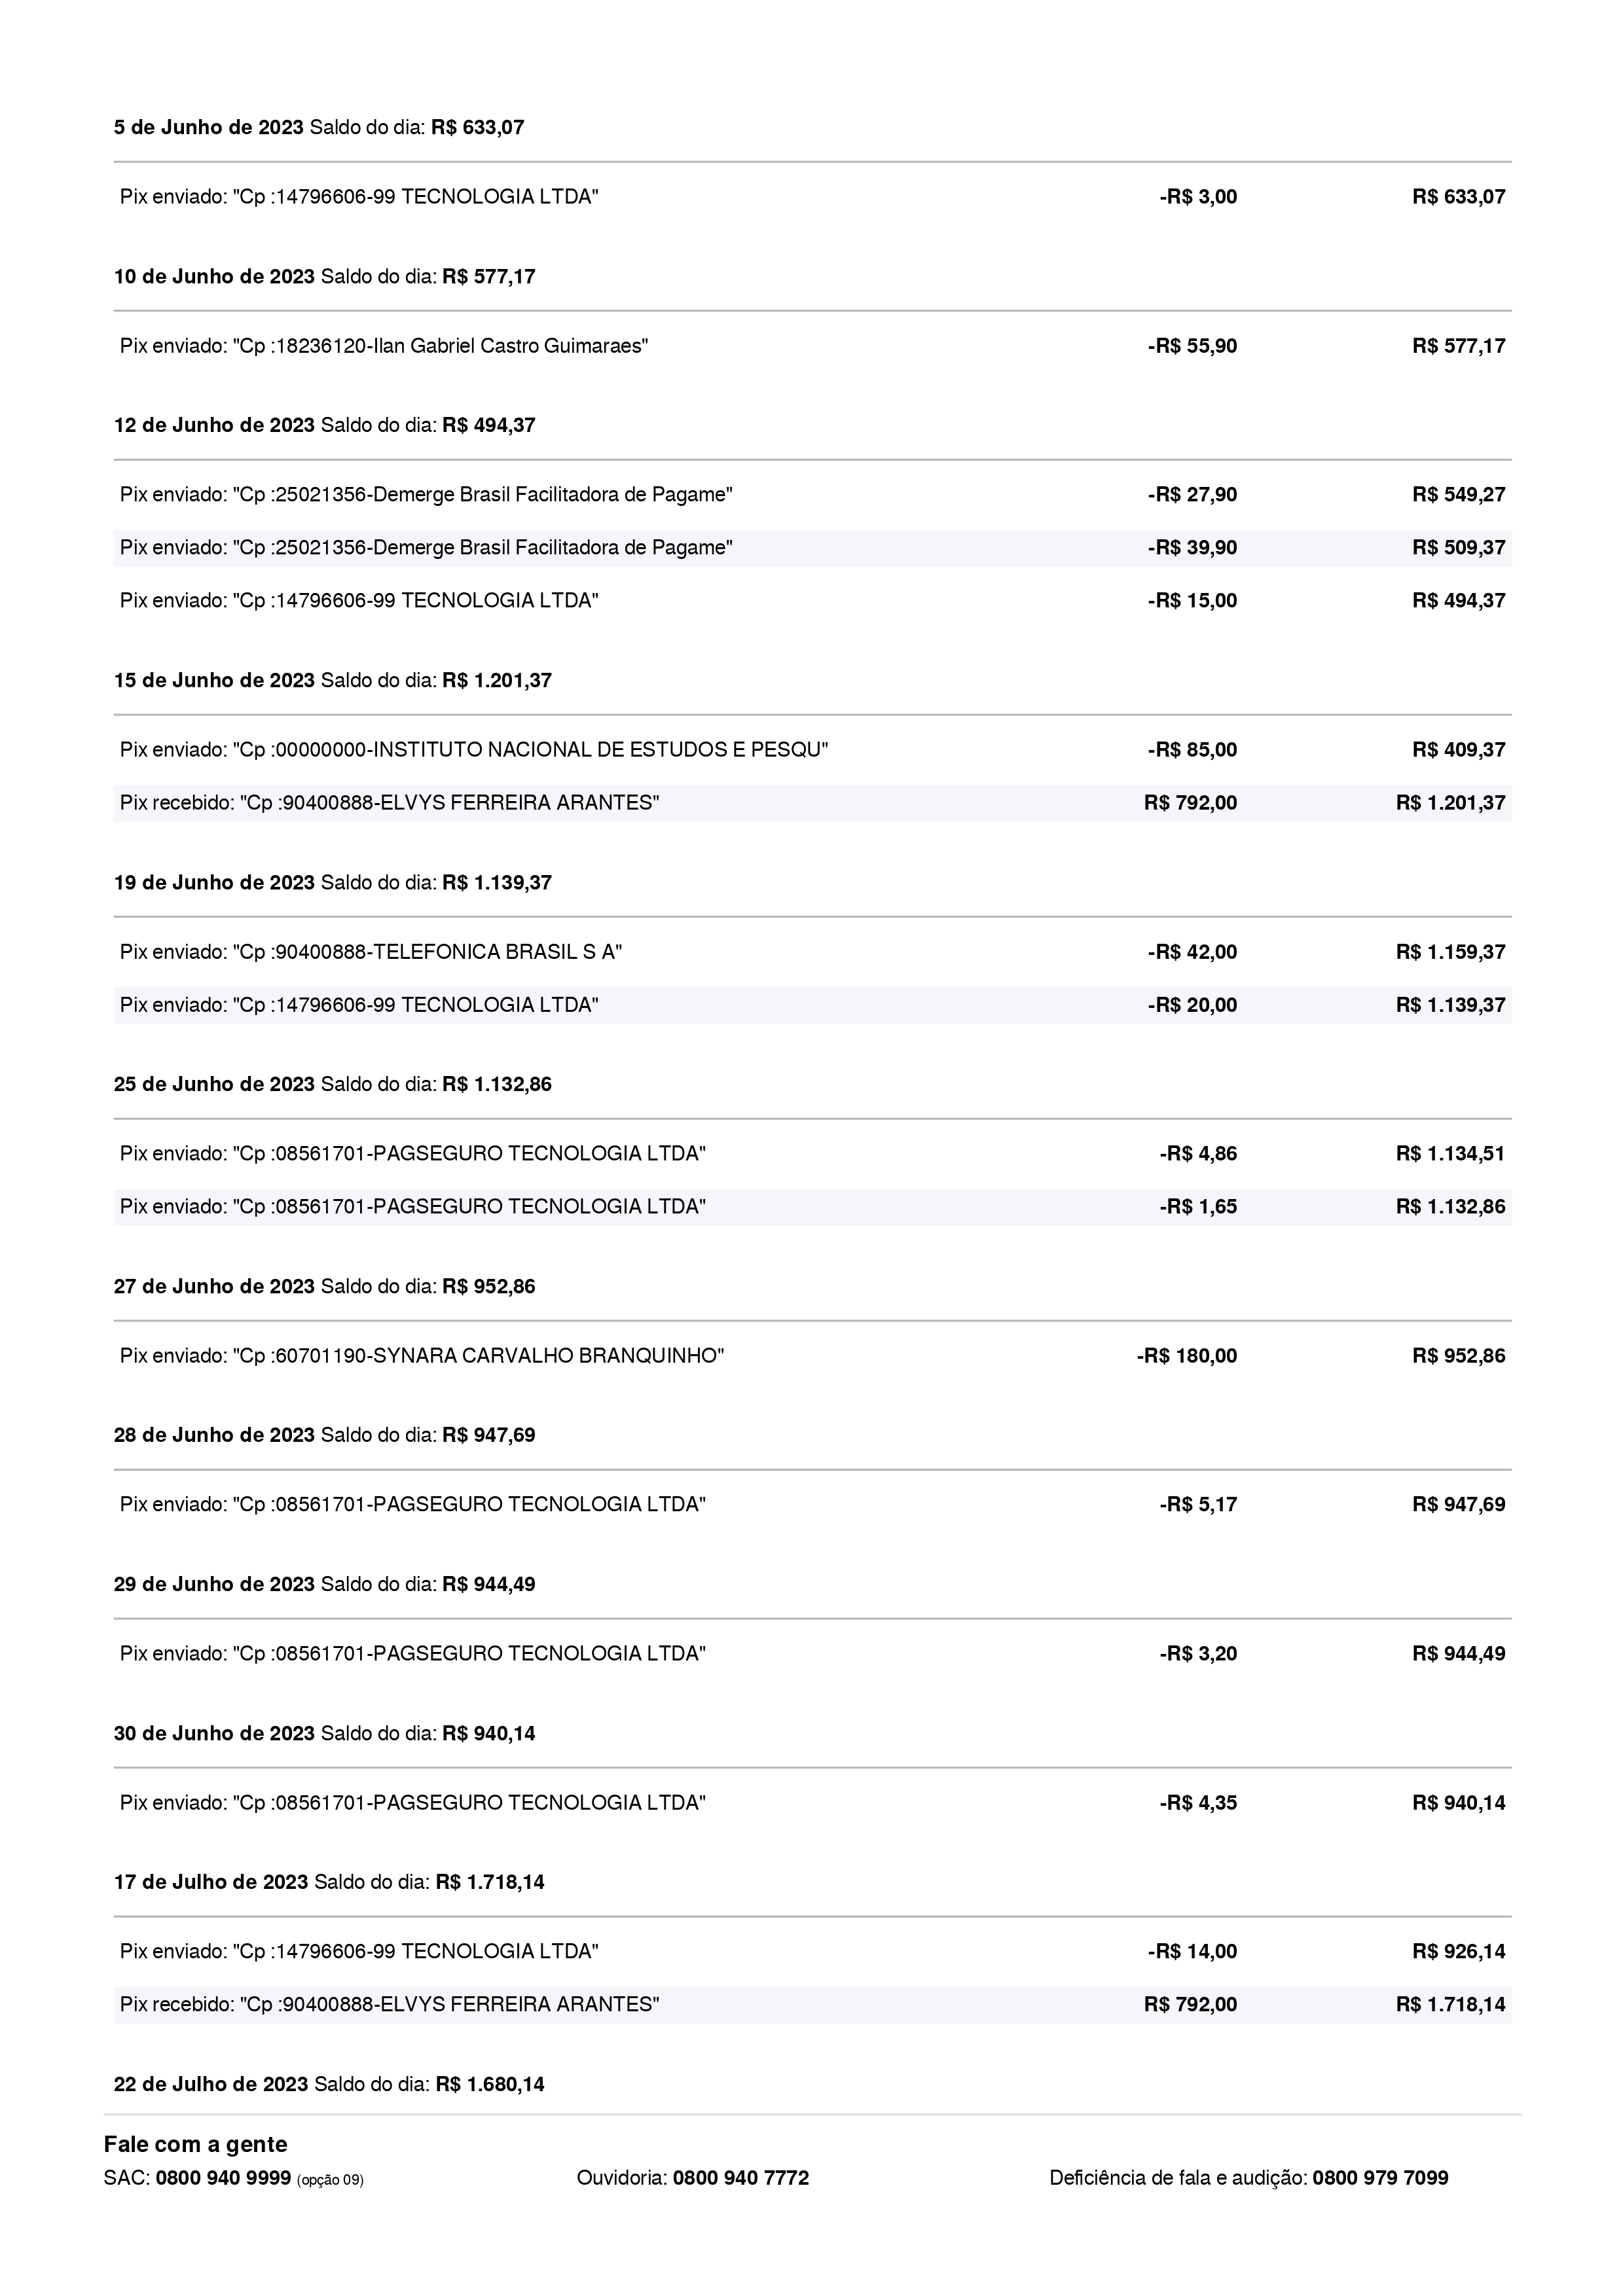 5 de Junho de 2023 Saldo do dia: R$ 633,07
Pix enviado: "Cp :14796606-99 TECNOLOGIA LTDA" -R$ 3,00 R$ 633,07
10 de Junho de 2023 Saldo do dia: R$ 577,17
Pix enviado: "Cp :18236120-Ilan Gabriel Castro Guimaraes" -R$ 55,90 R$ 577,17
12 de Junho de 2023 Saldo do dia: R$ 494,37
Pix enviado: "Cp :25021356-Demerge Brasil Facilitadora de Pagame" -R$ 27,90 R$ 549,27
Pix enviado: "Cp :25021356-Demerge Brasil Facilitadora de Pagame" -R$ 39,90 R$ 509,37
Pix enviado: "Cp :14796606-99 TECNOLOGIA LTDA" -R$ 15,00 R$ 494,37
15 de Junho de 2023 Saldo do dia: R$ 1.201,37
Pix enviado: "Cp :00000000-INSTITUTO NACIONAL DE ESTUDOS E PESQU" -R$ 85,00 R$ 409,37
Pix recebido: "Cp :90400888-ELVYS FERREIRA ARANTES" R$ 792,00 R$ 1.201,37
19 de Junho de 2023 Saldo do dia: R$ 1.139,37
Pix enviado: "Cp :90400888-TELEFONICA BRASIL S A" -R$ 42,00 R$ 1.159,37
Pix enviado: "Cp :14796606-99 TECNOLOGIA LTDA" -R$ 20,00 R$ 1.139,37
25 de Junho de 2023 Saldo do dia: R$ 1.132,86
Pix enviado: "Cp :08561701-PAGSEGURO TECNOLOGIA LTDA" -R$ 4,86 R$ 1.134,51
Pix enviado: "Cp :08561701-PAGSEGURO TECNOLOGIA LTDA" -R$ 1,65 R$ 1.132,86
27 de Junho de 2023 Saldo do dia: R$ 952,86
Pix enviado: "Cp :60701190-SYNARA CARVALHO BRANQUINHO" -R$ 180,00 R$ 952,86
28 de Junho de 2023 Saldo do dia: R$ 947,69
Pix enviado: "Cp :08561701-PAGSEGURO TECNOLOGIA LTDA" -R$ 5,17 R$ 947,69
29 de Junho de 2023 Saldo do dia: R$ 944,49
Pix enviado: "Cp :08561701-PAGSEGURO TECNOLOGIA LTDA" -R$ 3,20 R$ 944,49
30 de Junho de 2023 Saldo do dia: R$ 940,14
Pix enviado: "Cp :08561701-PAGSEGURO TECNOLOGIA LTDA" -R$ 4,35 R$ 940,14
17 de Julho de 2023 Saldo do dia: R$ 1.718,14
Pix enviado: "Cp :14796606-99 TECNOLOGIA LTDA" -R$ 14,00 R$ 926,14
Pix recebido: "Cp :90400888-ELVYS FERREIRA ARANTES" R$ 792,00 R$ 1.718,14
22 de Julho de 2023 Saldo do dia: R$ 1.680,14
Fale com a gente
SAC: 0800 940 9999 (opção 09) Ouvidoria: 0800 940 7772 Deficiência de fala e audição: 0800 979 7099